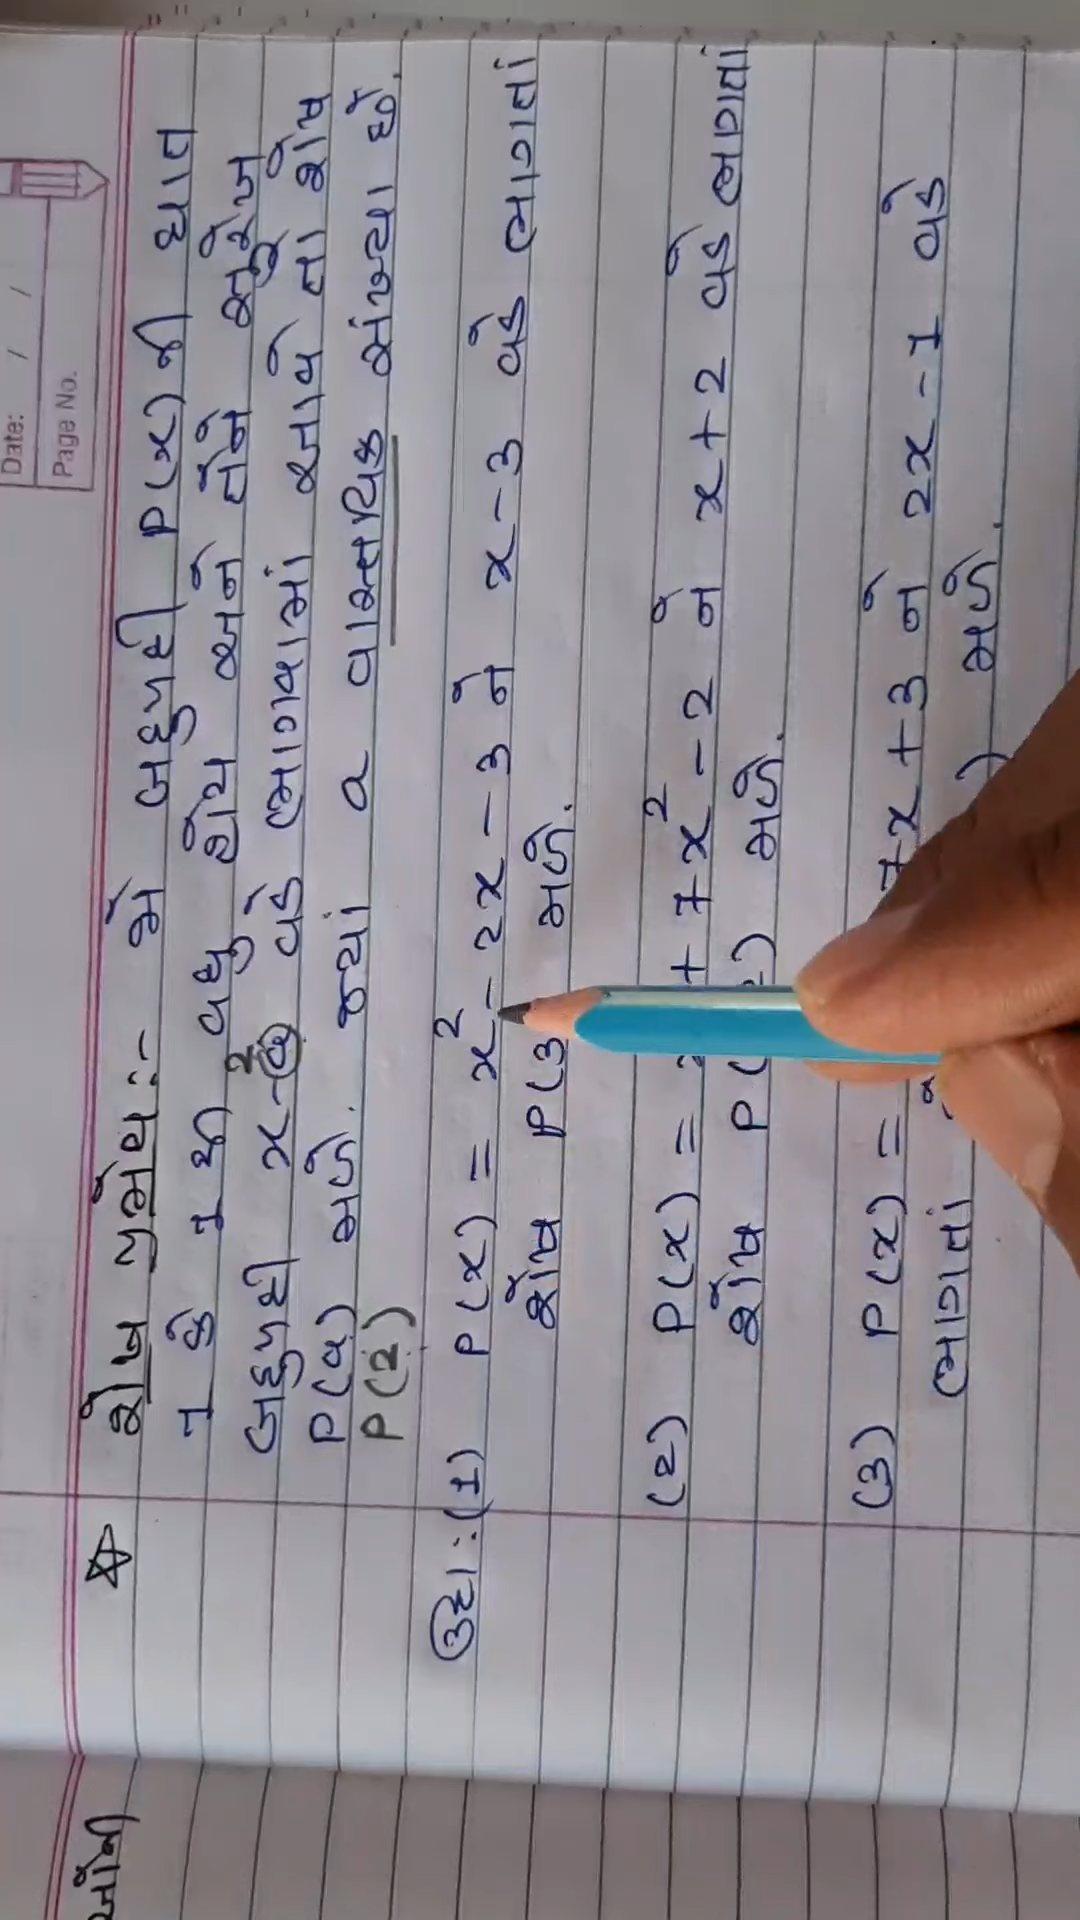 Date: / /
Page No.
☆ શેષ પ્રમેય :- જો બહુપદી P(x) ની ઘાત
1 કે 1 થી વધુ હોય અને તેને સુરેખ
બહુપદી x - a 2 વડે ભાગવામાં આવે તો શેષ
P(a) મળે. જ્યાં a વાસ્તવિક સંખ્યા છે.
P(2)
ઉદા.:(1) P(x) = x² - 2x - 3 ને x - 3 વડે ભાગતાં
શેષ P(3 મળે.
(2) P(x) = + 7x² - 2 ને x + 2 વડે ભાગતાં
શેષ P( ) મળે.
(3) P(x) = 7x + 3 ને 2x - 1 વડે
ભાગતાં ) મળે.